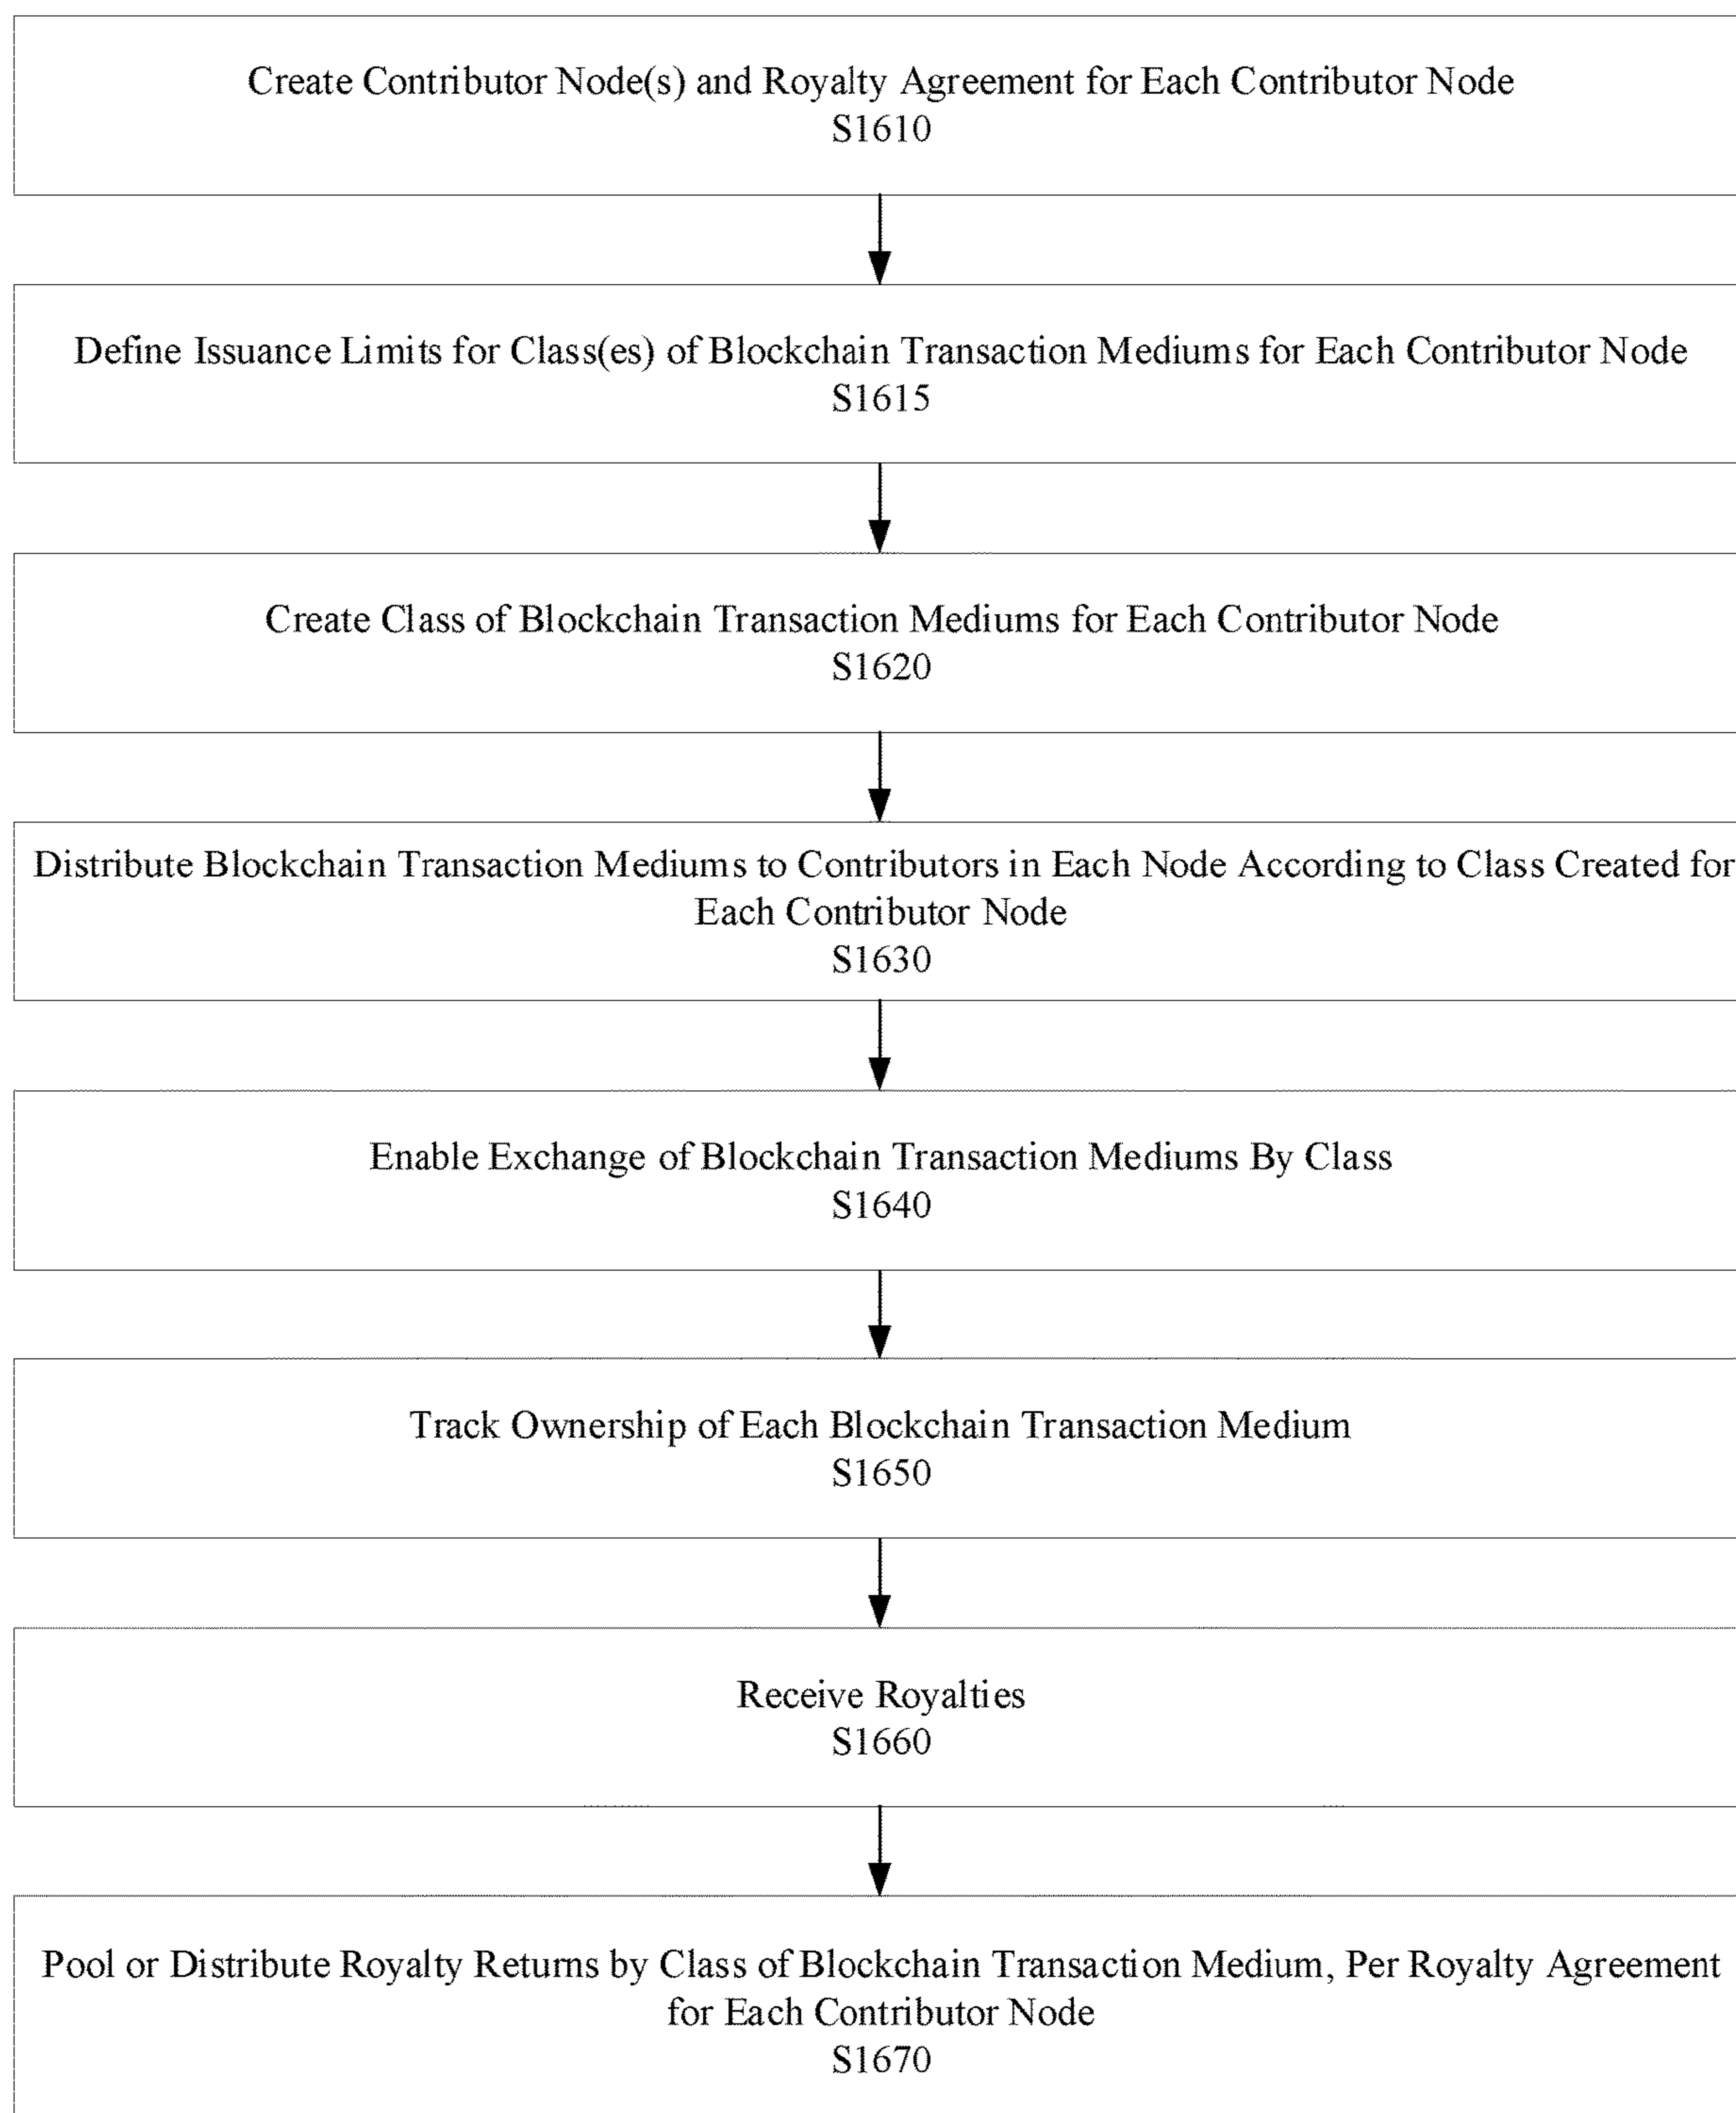 Create Contributor Node(s) and Royalty Agreement for Each Contributor Node
S1610
Define Issuance Limits for Class(es) of Blockchain Transaction Mediums for Each Contributor Node
S1615
Create Class of Blockchain Transaction Mediums for Each Contributor Node
S1620
Distribute Blockchain Transaction Mediums to Contributors in Each Node According to Class Created for
Each Contributor Node
S1630
Enable Exchange of Blockchain Transaction Mediums By Class
S1640
Track Ownership of Each Blockchain Transaction Medium
S1650
Receive Royalties
S1660
Pool or Distribute Royalty Returns by Class of Blockchain Transaction Medium, Per Royalty Agreement
for Each Contributor Node
S1670